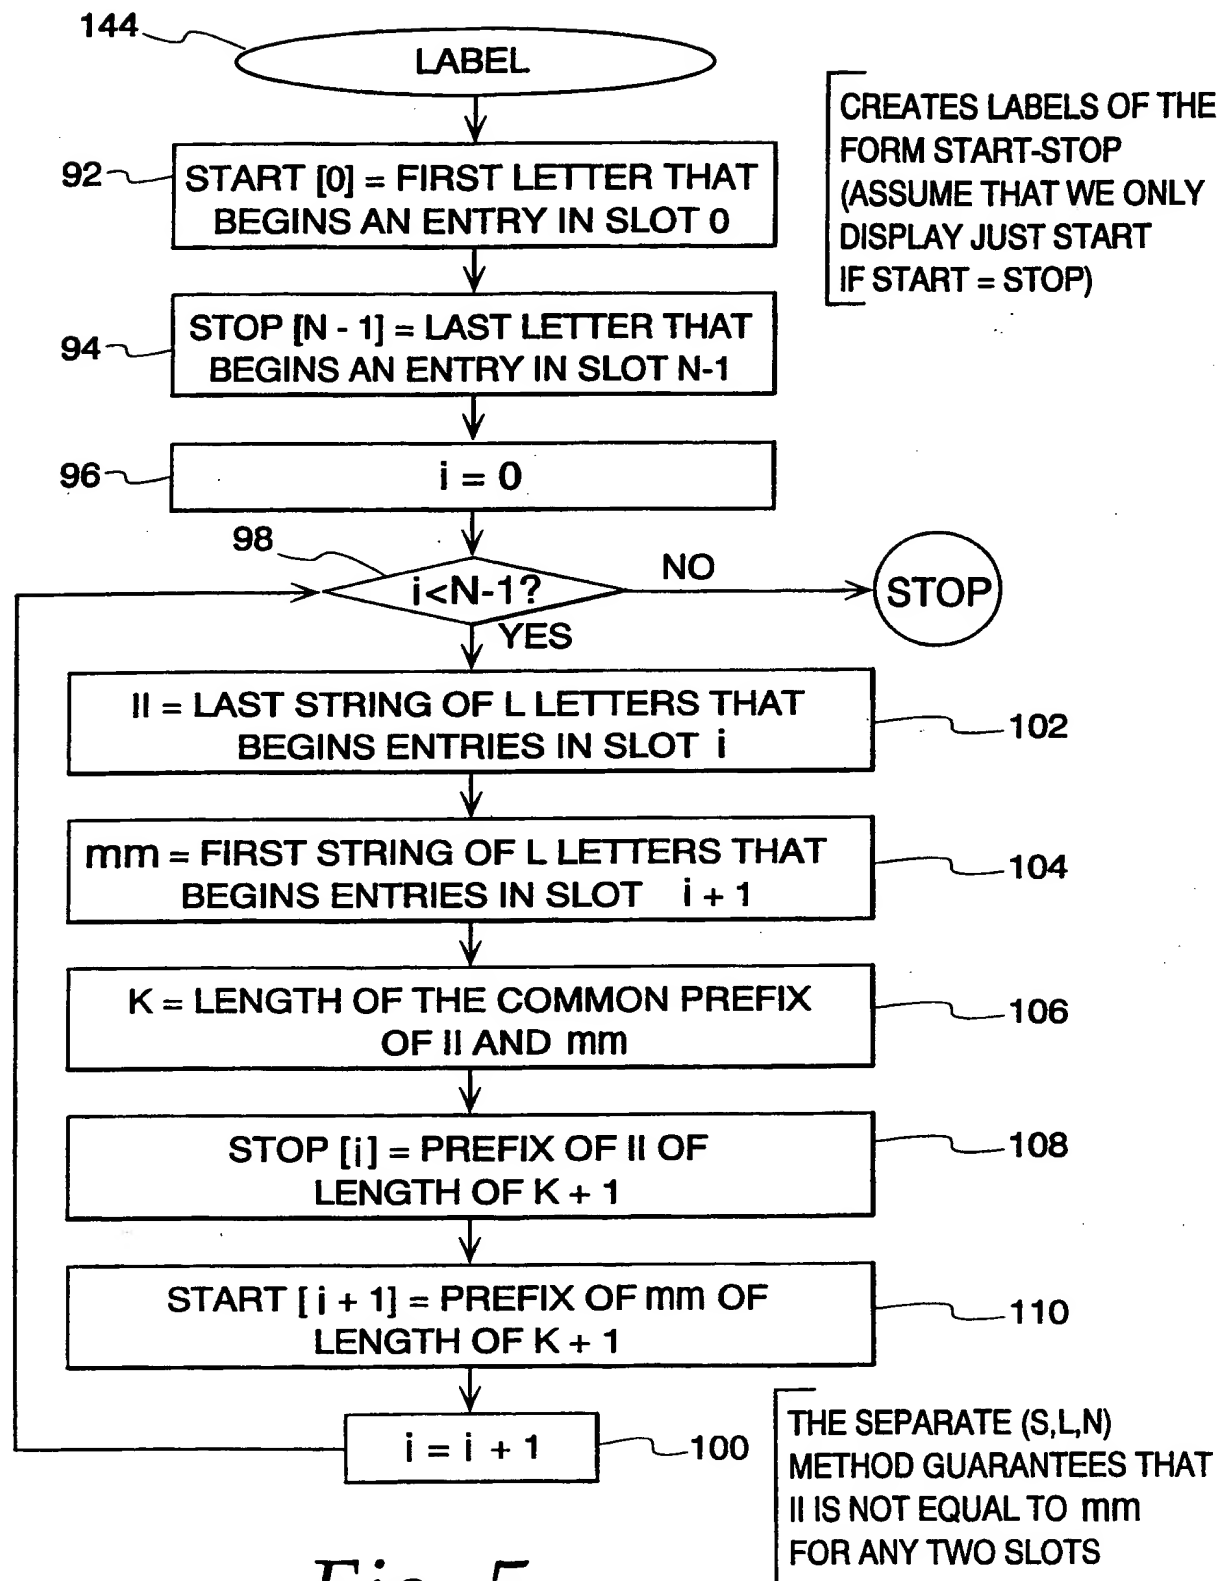 144
LABEL
CREATES LABELS OF THE
FORM START-STOP
(ASSUME THAT WE ONLY
DISPLAY JUST START
IF START = STOP)
92
START [0] = FIRST LETTER THAT
BEGINS AN ENTRY IN SLOT 0
94
STOP [N - 1] = LAST LETTER THAT
BEGINS AN ENTRY IN SLOT N-1
96
i = 0
98
i<N-1?
NO
STOP
YES
ll = LAST STRING OF L LETTERS THAT
BEGINS ENTRIES IN SLOT i
102
mm = FIRST STRING OF L LETTERS THAT
BEGINS ENTRIES IN SLOT i + 1
104
K = LENGTH OF THE COMMON PREFIX
OF ll AND mm
106
STOP [i] = PREFIX OF ll OF
LENGTH OF K + 1
108
START [ i + 1] = PREFIX OF mm OF
LENGTH OF K + 1
110
i = i + 1
100
THE SEPARATE (S,L,N)
METHOD GUARANTEES THAT
ll IS NOT EQUAL TO mm
FOR ANY TWO SLOTS
Fig. 5